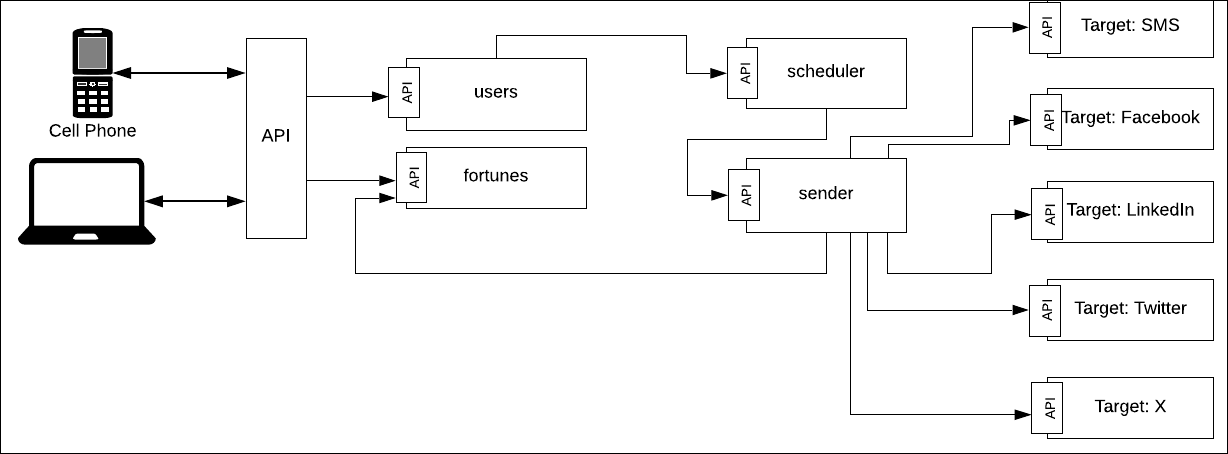 Cell Phone
API
API
users
API
fortunes
API
scheduler
API
sender
API
Target: SMS
API
Target: Facebook
API
Target: LinkedIn
API
Target: Twitter
API
Target: X